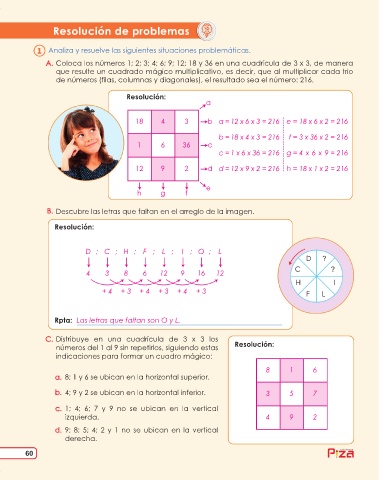 Resolución de problemas
1 Analiza y resuelve las siguientes situaciones problemáticas.
A. Coloca los números 1; 2; 3; 4; 6; 9; 12; 18 y 36 en una cuadrícula de 3 x 3, de manera
que resulte un cuadrado mágico multiplicativo, es decir, que al multiplicar cada trío
de números (filas, columnas y diagonales), el resultado sea el número: 216.
Resolución:
a
18 4 3 b a = 12 x 6 x 3 = 216 e = 18 x 6 x 2 = 216
b = 18 x 4 x 3 = 216 f = 3 x 36 x 2 = 216
1 6 36 c
c = 1 x 6 x 36 = 216 g = 4 x 6 x 9 = 216
12 9 2 d d = 12 x 9 x 2 = 216 h = 18 x 1 x 2 = 216
h g f e
B. Descubre las letras que faltan en el arreglo de la imagen.
Resolución:
D ; C ; H ; F ; L ; I ; O ; L
4 3 8 6 12 9 16 12
+ 4 + 3 + 4 + 3 + 4 + 3
D ?
C ?
H I
F L
Rpta: Las letras que faltan son O y L.
C. Distribuye en una cuadrícula de 3 x 3 los
números del 1 al 9 sin repetirlos, siguiendo estas
indicaciones para formar un cuadro mágico:
a. 8; 1 y 6 se ubican en la horizontal superior.
b. 4; 9 y 2 se ubican en la horizontal inferior.
c. 1; 4; 6; 7 y 9 no se ubican en la vertical
izquierda.
d. 9; 8; 5; 4; 2 y 1 no se ubican en la vertical
derecha.
Resolución:
8 1 6
3 5 7
4 9 2
60